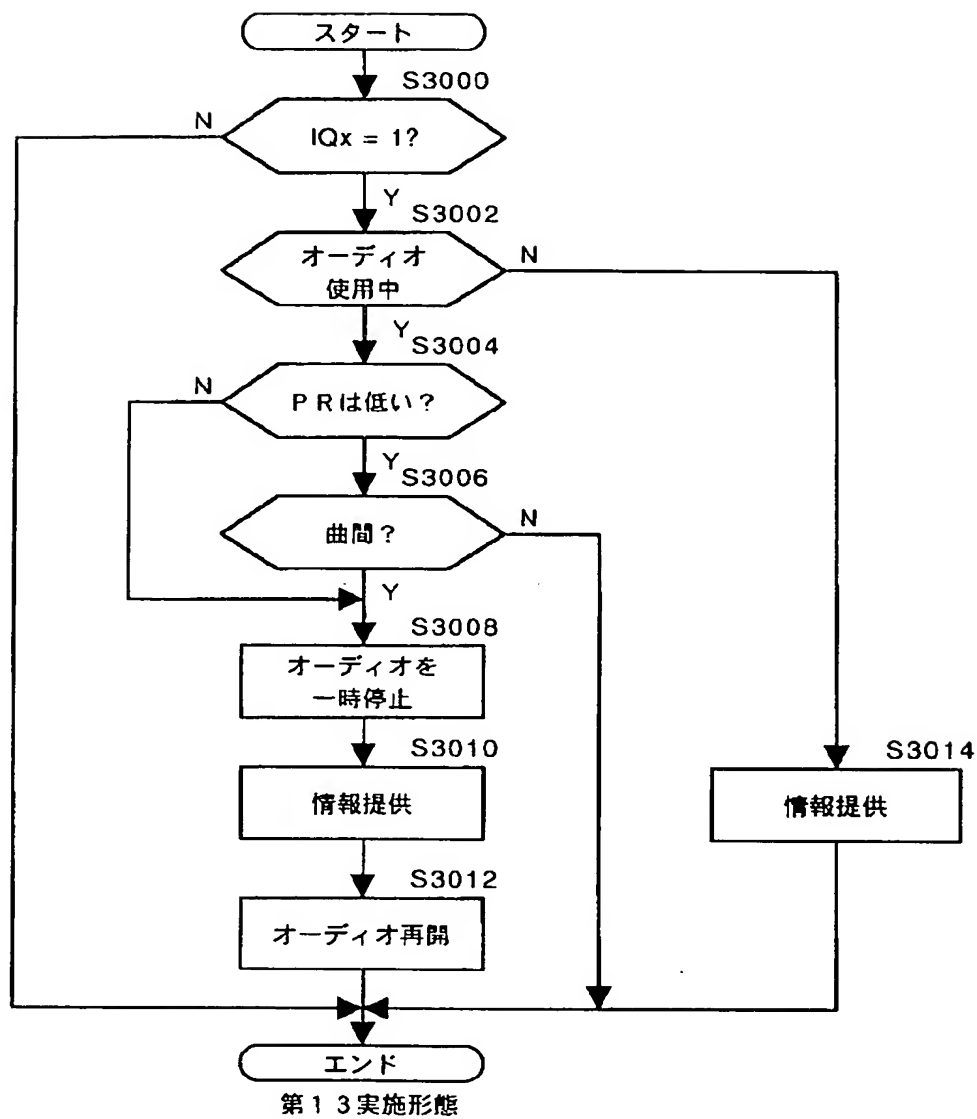 スタート
S3000
N
IQx = 1?
Y
S3002
オーディオ
使用中
N
Y
S3004
N
PRは低い?
Y
S3006
曲間?
N
Y
S3008
オーディオを
一時停止
S3010
情報提供
S3014
情報提供
S3012
オーディオ再開
エンド
第13実施形態